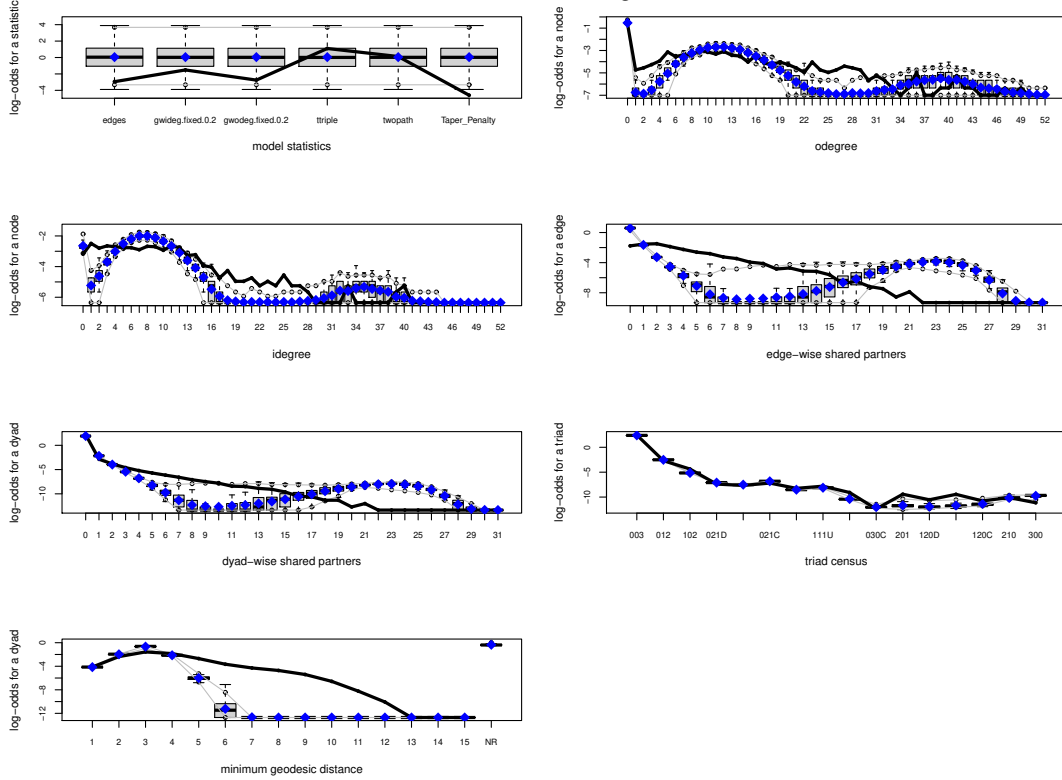 log−odds for a statistic
4
2
0
−4
edges
gwideg.fixed.0.2
gwodeg.fixed.0.2
ttriple
twopath
Taper_Penalty
model statistics
log−odds for a node
−1
−3
−5
−7
0 2 4 6 8 10 13 16 19 22 25 28 31 34 37 40 43 46 49 52
odegree
log−odds for a node
−2
−4
−6
0 2 4 6 8 10 13 16 19 22 25 28 31 34 37 40 43 46 49 52
idegree
log−odds for a edge
0
−4
−8
0 1 2 3 4 5 6 7 8 9 11 13 15 17 19 21 23 25 27 29 31
edge−wise shared partners
log−odds for a dyad
0
−5
−10
0 1 2 3 4 5 6 7 8 9 11 13 15 17 19 21 23 25 27 29 31
dyad−wise shared partners
log−odds for a triad
0
−5
−10
003 012 102 021D 021C 111U 030C 201 120D 120C 210 300
triad census
log−odds for a dyad
0
−4
−8
−12
1 2 3 4 5 6 7 8 9 10 11 12 13 14 15 NR
minimum geodesic distance